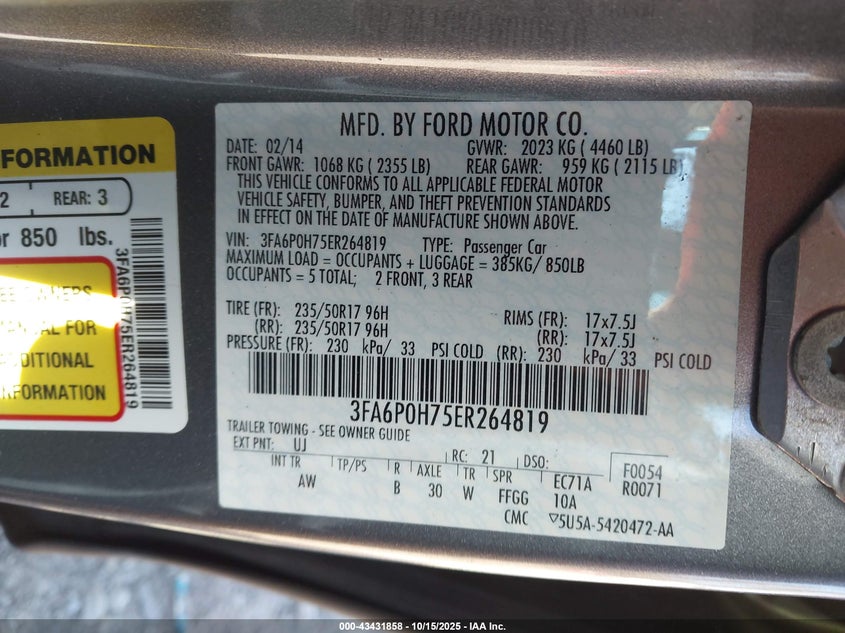 FORMATION
2 REAR: 3
or 850 lbs.
OWNERS
MANUAL FOR
ADDITIONAL
INFORMATION
3FA6P0H75ER264819
MFD. BY FORD MOTOR CO.
DATE: 02/14 GVWR: 2023 KG ( 4460 LB)
FRONT GAWR: 1068 KG ( 2355 LB) REAR GAWR: 959 KG ( 2115 LB)
THIS VEHICLE CONFORMS TO ALL APPLICABLE FEDERAL MOTOR
VEHICLE SAFETY, BUMPER, AND THEFT PREVENTION STANDARDS
IN EFFECT ON THE DATE OF MANUFACTURE SHOWN ABOVE.
VIN: 3FA6P0H75ER264819 TYPE: Passenger Car
MAXIMUM LOAD = OCCUPANTS + LUGGAGE = 385KG/ 850LB
OCCUPANTS = 5 TOTAL; 2 FRONT, 3 REAR
TIRE (FR): 235/50R17 96H RIMS (FR): 17x7.5J
(RR): 235/50R17 96H (RR): 17x7.5J
PRESSURE (FR): 230 kPa/ 33 PSI COLD (RR): 230 kPa/ 33 PSI COLD
3FA6P0H75ER264819
TRAILER TOWING - SEE OWNER GUIDE
EXT PNT: UJ RC: 21 DSO: F0054
INT TR TP/PS R AXLE TR SPR EC71A R0071
AW B 30 W FFGG 10A
CMC ▽5U5A-5420472-AA
000-43431858 - 10/15/2025 - IAA Inc.